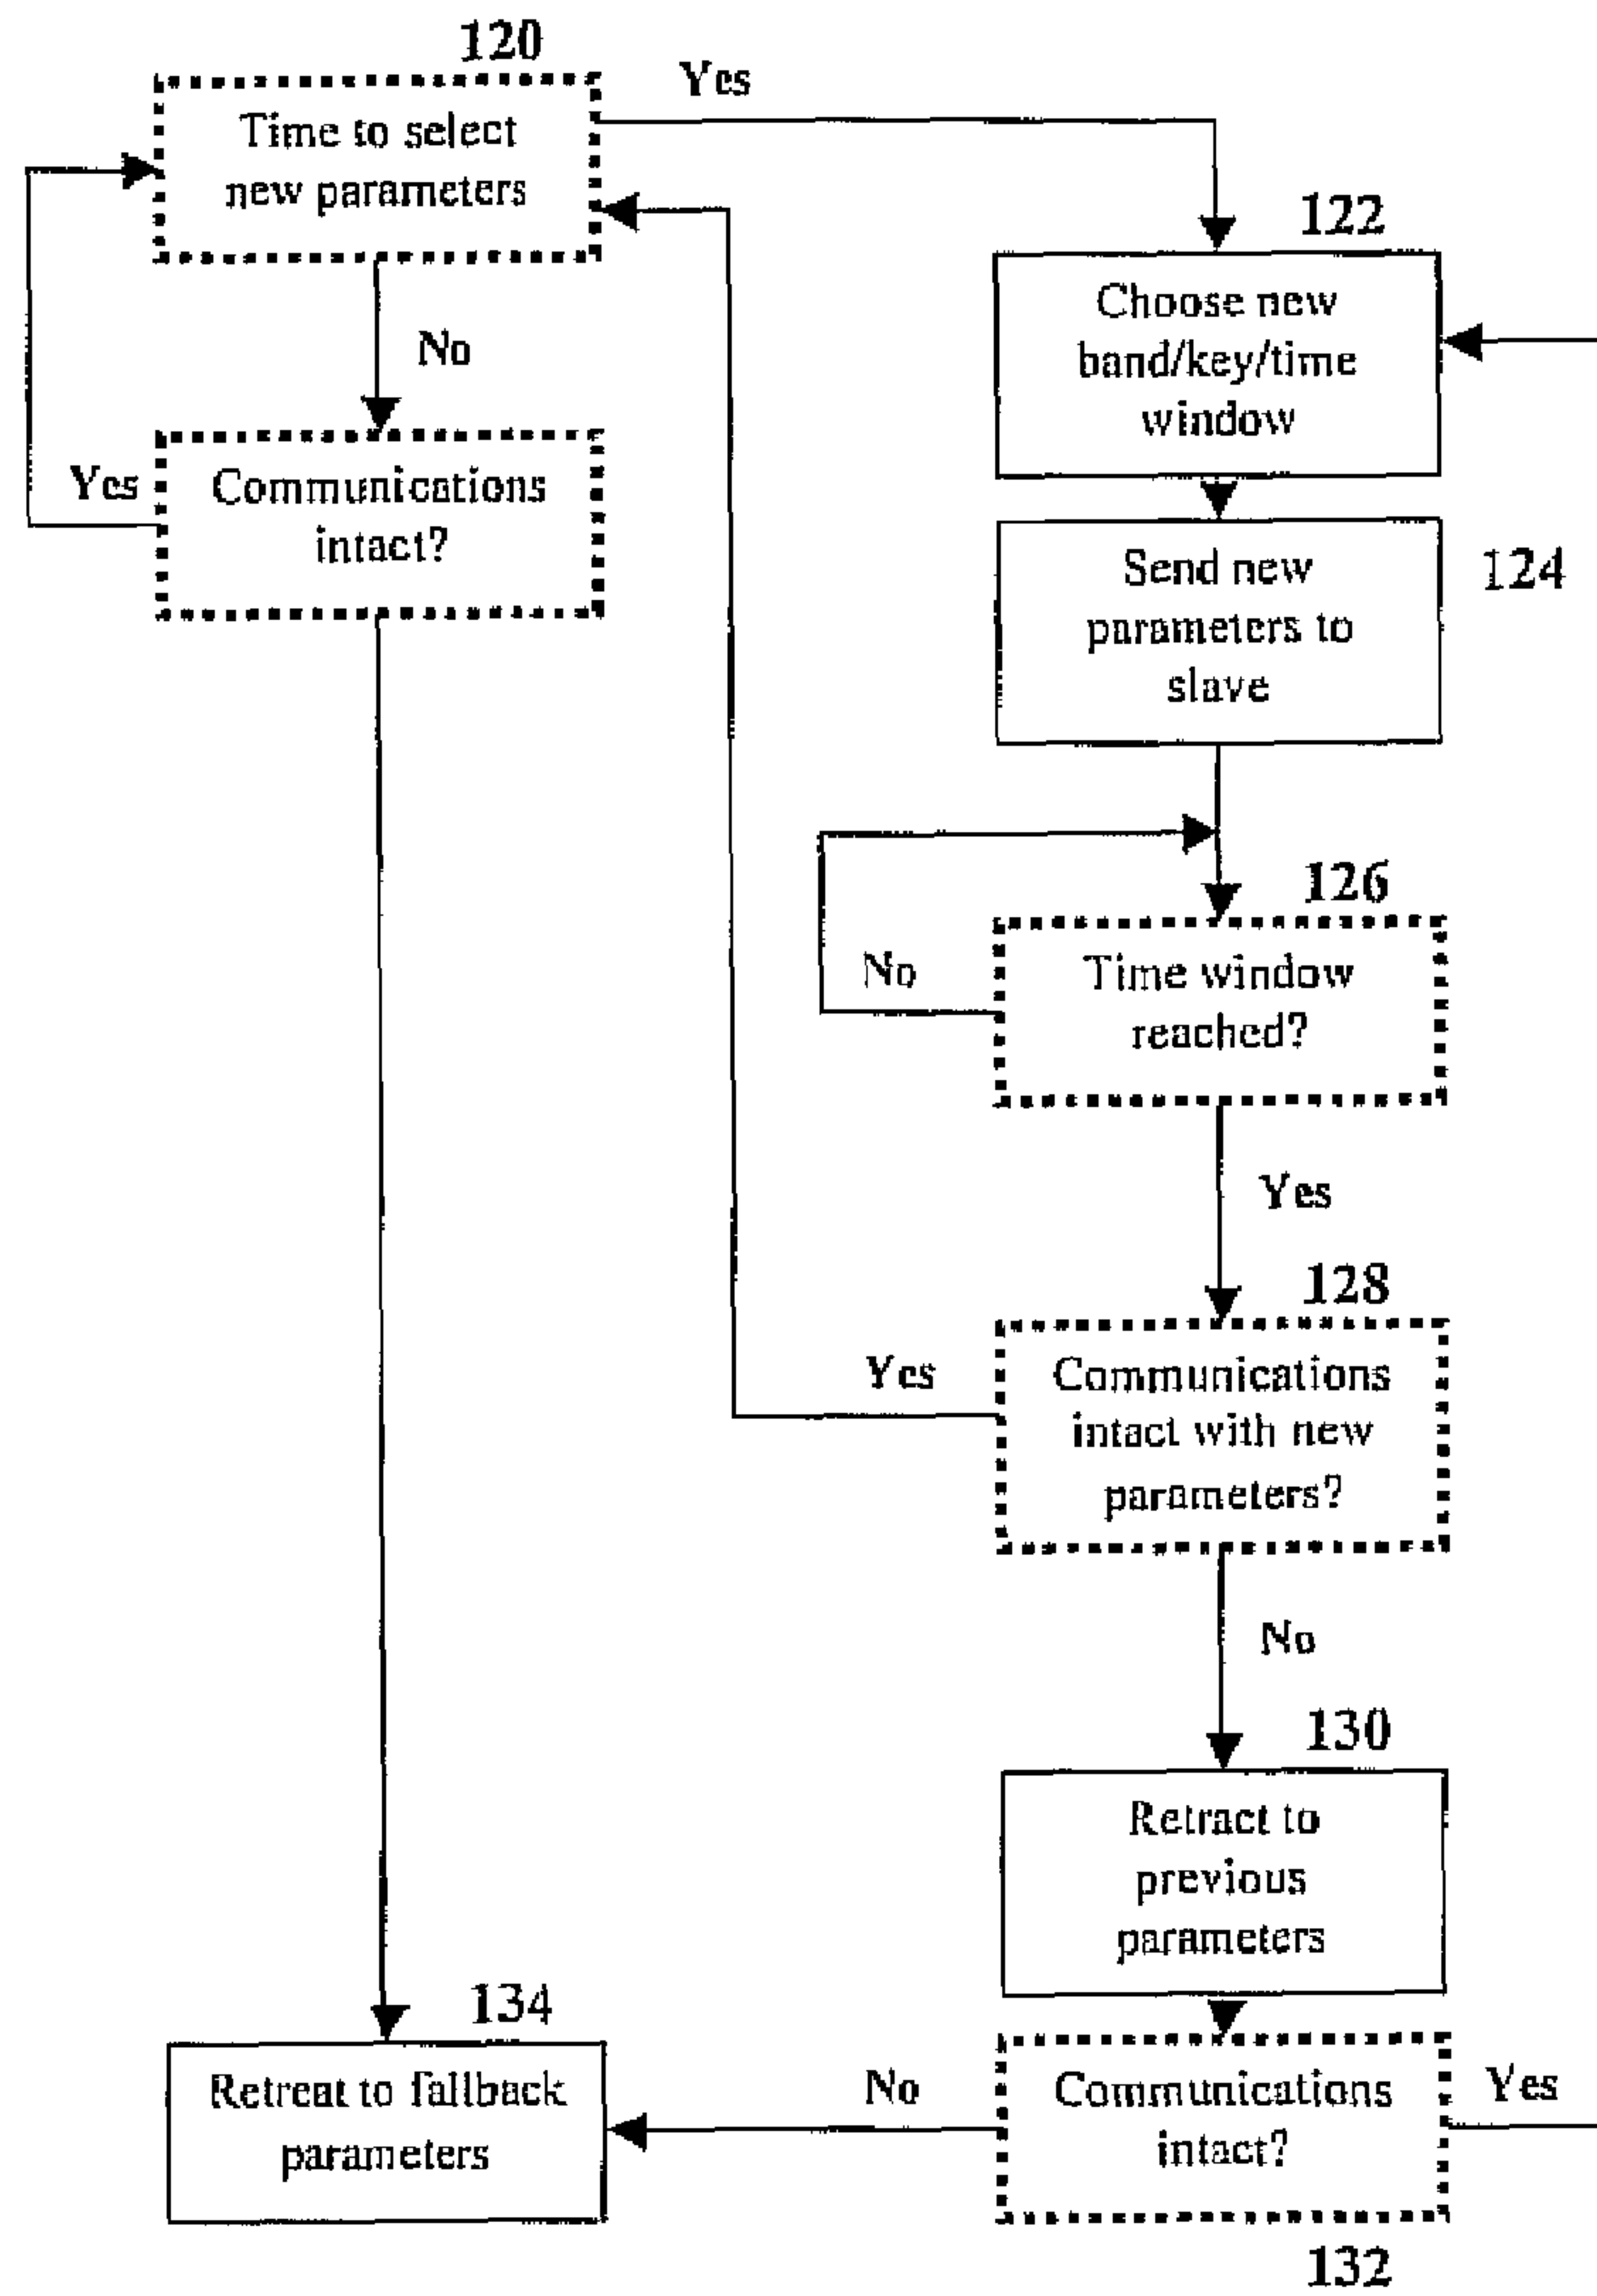 120
Yes
Time to select
new parameters
122
Choose new
band/key/time
window
No
Yes
Communications
intact?
Send new
parameters to
slave
124
126
No
Time window
reached?
Yes
128
Yes
Communications
intact with new
parameters?
No
130
Retract to
previous
parameters
134
Retreat to fallback
parameters
No
Communications
intact?
Yes
132